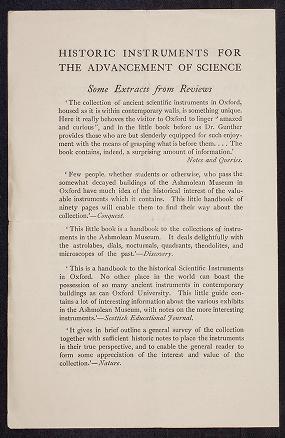 HISTORIC INSTRUMENTS FOR
THE ADVANCEMENT OF SCIENCE
Some Extracts from Reviews
'The collection of ancient scientific instruments in Oxford,
housed as it is within contemporary walls, is something unique.
Here it really behoves the visitor to Oxford to linger "amazed
and curious", and in the little book before us Dr. Gunther
provides those who are but slenderly equipped for such enjoy-
ment with the means of grasping what is before them. . . . The
book contains, indeed, a surprising amount of information.'
Notes and Queries.
'Few people, whether students or otherwise, who pass the
somewhat decayed buildings of the Ashmolean Museum in
Oxford have much idea of the historical interest of the valu-
able instruments which it contains. This little handbook of
ninety pages will enable them to find their way about the
collection.'—Conquest.
'This little book is a handbook to the collections of instru-
ments in the Ashmolean Museum. It deals delightfully with
the astrolabes, dials, nocturnals, quadrants, theodolites, and
microscopes of the past.'—Discovery.
'This is a handbook to the historical Scientific Instruments
in Oxford. No other place in the world can boast the
possession of so many ancient instruments in contemporary
buildings as can Oxford University. This little guide con-
tains a lot of interesting information about the various exhibits
in the Ashmolean Museum, with notes on the more interesting
instruments.'—Scottish Educational Journal.
'It gives in brief outline a general survey of the collection
together with sufficient historic notes to place the instruments
in their true perspective, and to enable the general reader to
form some appreciation of the interest and value of the
collection.'—Nature.